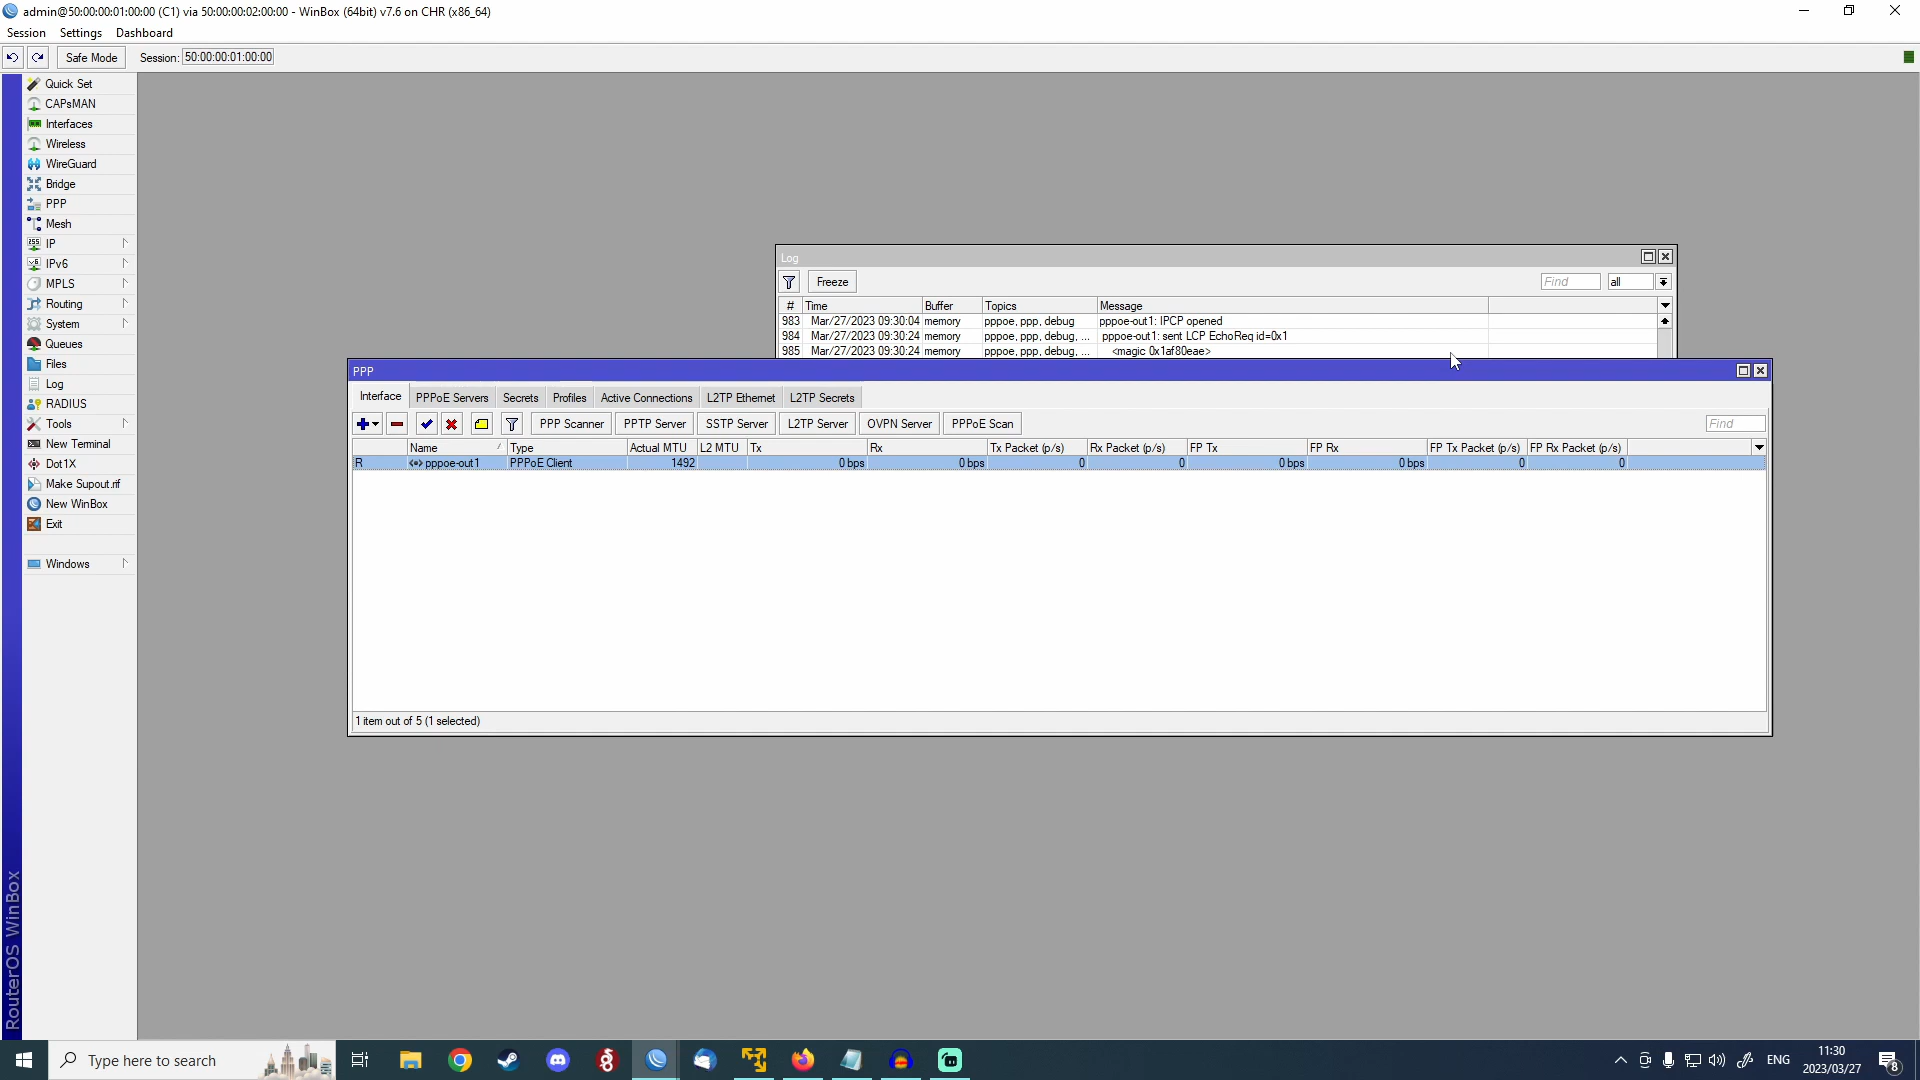 admin@50:00:00:01:00:00 (C1) via 50:00:00:02:00:00 - WinBox (64bit) v7.6 on CHR (x86_64)
Session Settings Dashboard
Safe Mode Session: 50:00:00:01:00:00
Quick Set
CAPsMAN
Interfaces
Wireless
WireGuard
Bridge
PPP
Mesh
IP
IPv6
MPLS
Routing
System
Queues
Files
Log
RADIUS
Tools
New Terminal
Dot1X
Make Supout.rif
New WinBox
Exit
Windows
RouterOS WinBox
Log
Freeze Find all
# Time Buffer Topics Message
983 Mar/27/2023 09:30:04 memory pppoe, ppp, debug pppoe-out1: IPCP opened
984 Mar/27/2023 09:30:24 memory pppoe, ppp, debug, ... pppoe-out1: sent LCP EchoReq id=0x1
985 Mar/27/2023 09:30:24 memory pppoe, ppp, debug, ... <magic 0x1af80eae>
PPP
Interface PPPoE Servers Secrets Profiles Active Connections L2TP Ethernet L2TP Secrets
PPP Scanner PPTP Server SSTP Server L2TP Server OVPN Server PPPoE Scan Find
Name / Type Actual MTU L2 MTU Tx Rx Tx Packet (p/s) Rx Packet (p/s) FP Tx FP Rx FP Tx Packet (p/s) FP Rx Packet (p/s)
R pppoe-out1 PPPoE Client 1492 0 bps 0 bps 0 0 0 bps 0 bps 0 0
1 item out of 5 (1 selected)
Type here to search
ENG
11:30
2023/03/27
8